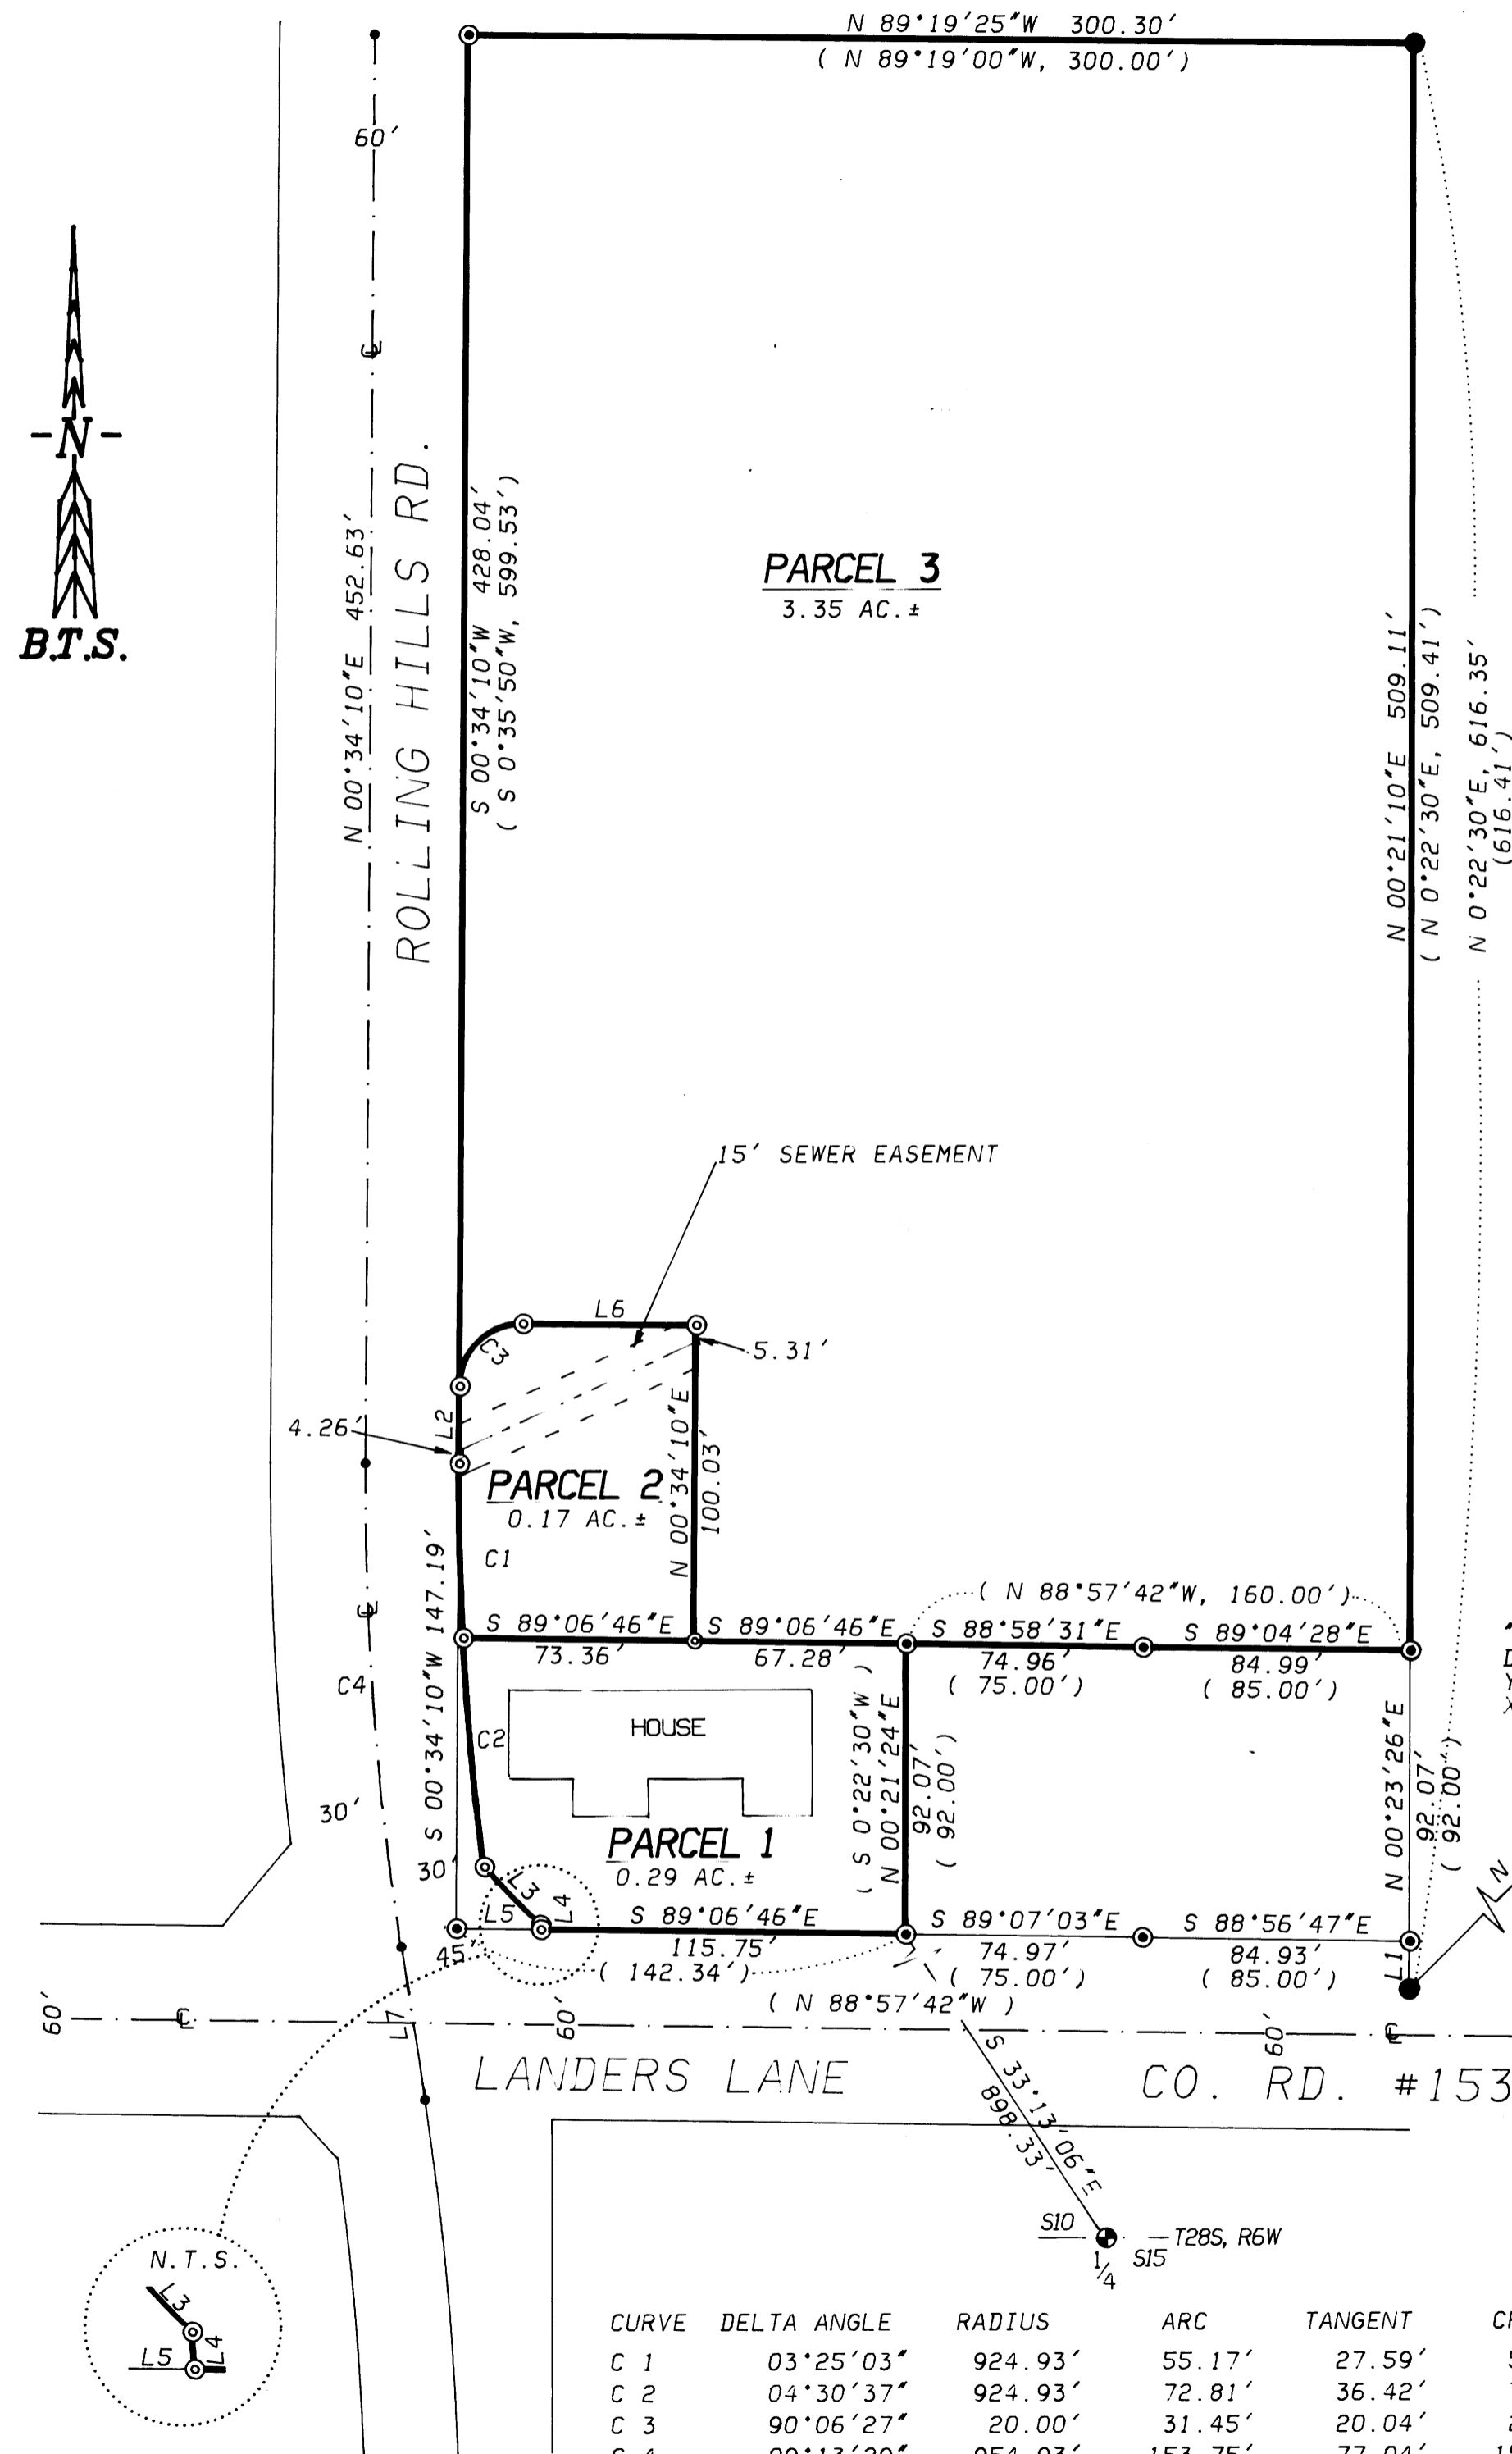 N 89°19'25"W 300.30'
( N 89°19'00"W, 300.00')
60'
-N-
B.T.S.
℄
N 00°34'10"E 452.63'
ROLLING HILLS RD.
S 00°34'10"W 428.04'
( S 0°35'50"W, 599.53')
PARCEL 3
3.35 AC.±
N 00°21'10"E 509.11'
( N 0°22'30"E, 509.41')
N 0°22'30"E, 616.35'
(616.41')
15' SEWER EASEMENT
L6
C3
5.31'
L2
4.26'
PARCEL 2
0.17 AC.±
N 00°34'10"E
100.03'
C1
℄
S 00°34'10"W 147.19'
( N 88°57'42"W, 160.00')
S 89°06'46"E
73.36'
S 89°06'46"E
67.28'
S 88°58'31"E
74.96'
( 75.00')
S 89°04'28"E
84.99'
( 85.00')
C4
C2
HOUSE
( S 0°22'30"W )
N 00°21'24"E
92.07'
( 92.00')
N 00°23'26"E
92.07'
( 92.00')
30'
30'
PARCEL 1
0.29 AC.±
L3
L4
L5
45'
S 89°06'46"E
115.75'
( 142.34')
S 89°07'03"E
74.97'
( 75.00')
S 88°56'47"E
84.93'
( 85.00')
L1
N
( N 88°57'42"W )
60'
℄
L7
60'
60'
℄
LANDERS LANE
CO. RD. #153
S 33°13'06"E
898.33'
S10
T28S, R6W
1/4
S15
N.T.S.
L3
L4
L5
CURVE DELTA ANGLE RADIUS ARC TANGENT
C 1 03°25'03" 924.93' 55.17' 27.59'
C 2 04°30'37" 924.93' 72.81' 36.42'
C 3 90°06'27" 20.00' 31.45' 20.04'